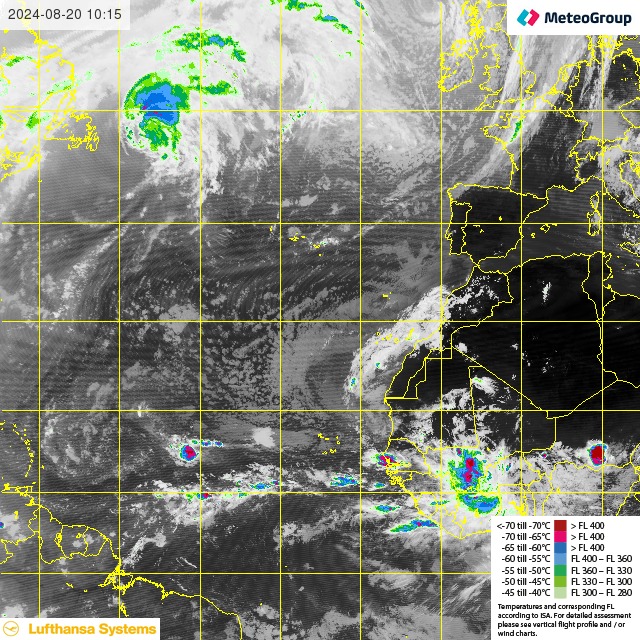 2024-08-20 10:15
MeteoGroup
<-70 till -70°C > FL 400
-70 till -65°C > FL 400
-65 till -60°C > FL 400
-60 till -55°C FL 400 – FL 360
-55 till -50°C FL 360 – FL 330
-50 till -45°C FL 330 – FL 300
-45 till -40°C FL 300 – FL 280
Temperatures and corresponding FL
according to ISA. For detailed assessment
please see vertical flight profile and / or
wind charts.
Lufthansa Systems